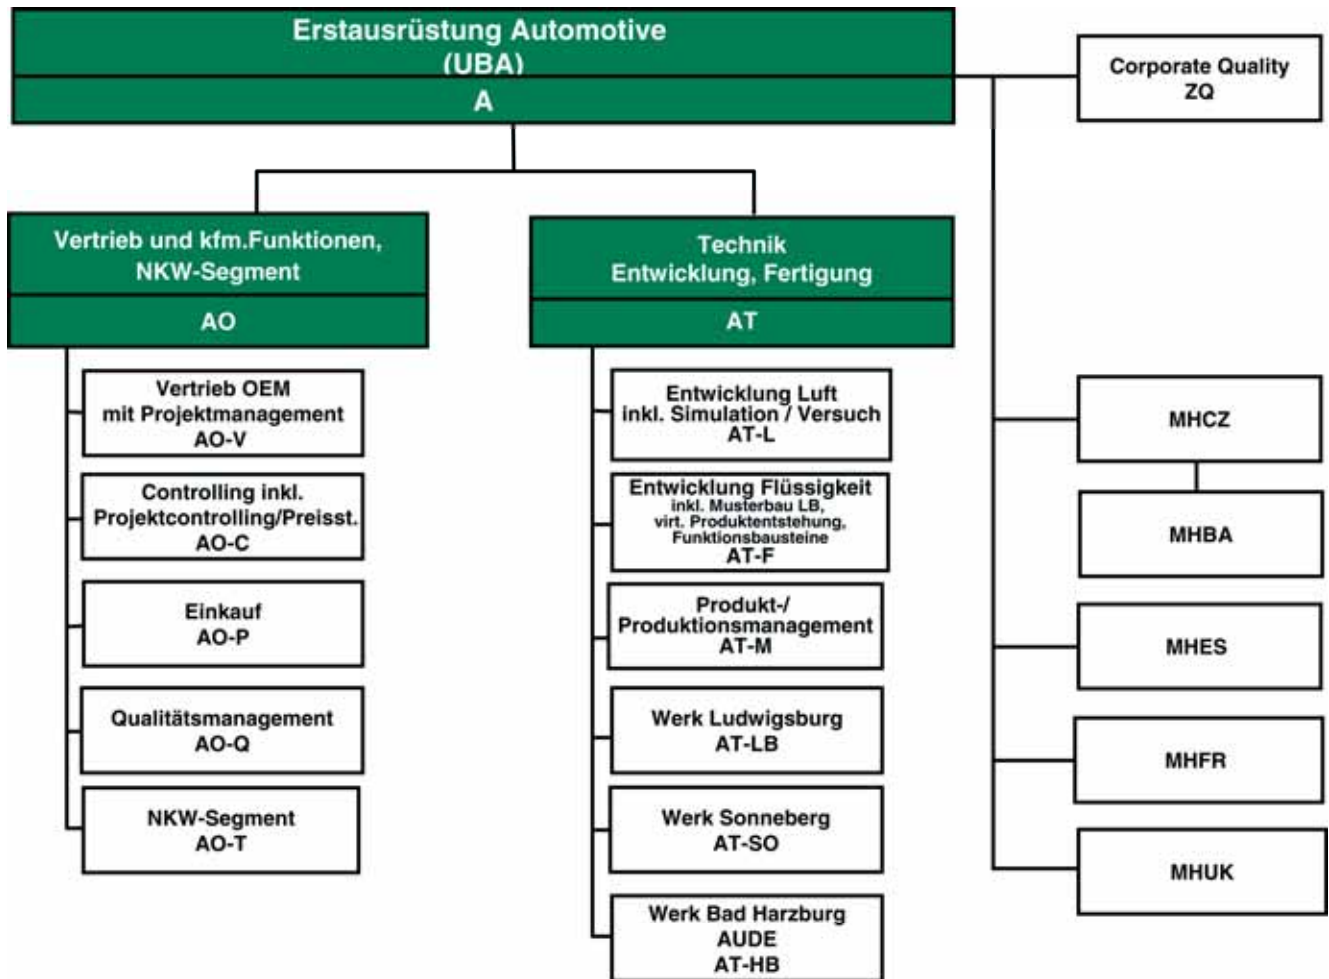 Erstausrüstung Automotive
(UBA)
A
Corporate Quality
ZQ
Vertrieb und kfm.Funktionen,
NKW-Segment
AO
Vertrieb OEM
mit Projektmanagement
AO-V
Controlling inkl.
Projektcontrolling/Preisst.
AO-C
Einkauf
AO-P
Qualitätsmanagement
AO-Q
NKW-Segment
AO-T
Technik
Entwicklung, Fertigung
AT
Entwicklung Luft
inkl. Simulation / Versuch
AT-L
Entwicklung Flüssigkeit
inkl. Musterbau LB,
virt. Produktentstehung,
Funktionsbausteine
AT-F
Produkt-/
Produktionsmanagement
AT-M
Werk Ludwigsburg
AT-LB
Werk Sonneberg
AT-SO
Werk Bad Harzburg
AUDE
AT-HB
MHCZ
MHBA
MHES
MHFR
MHUK